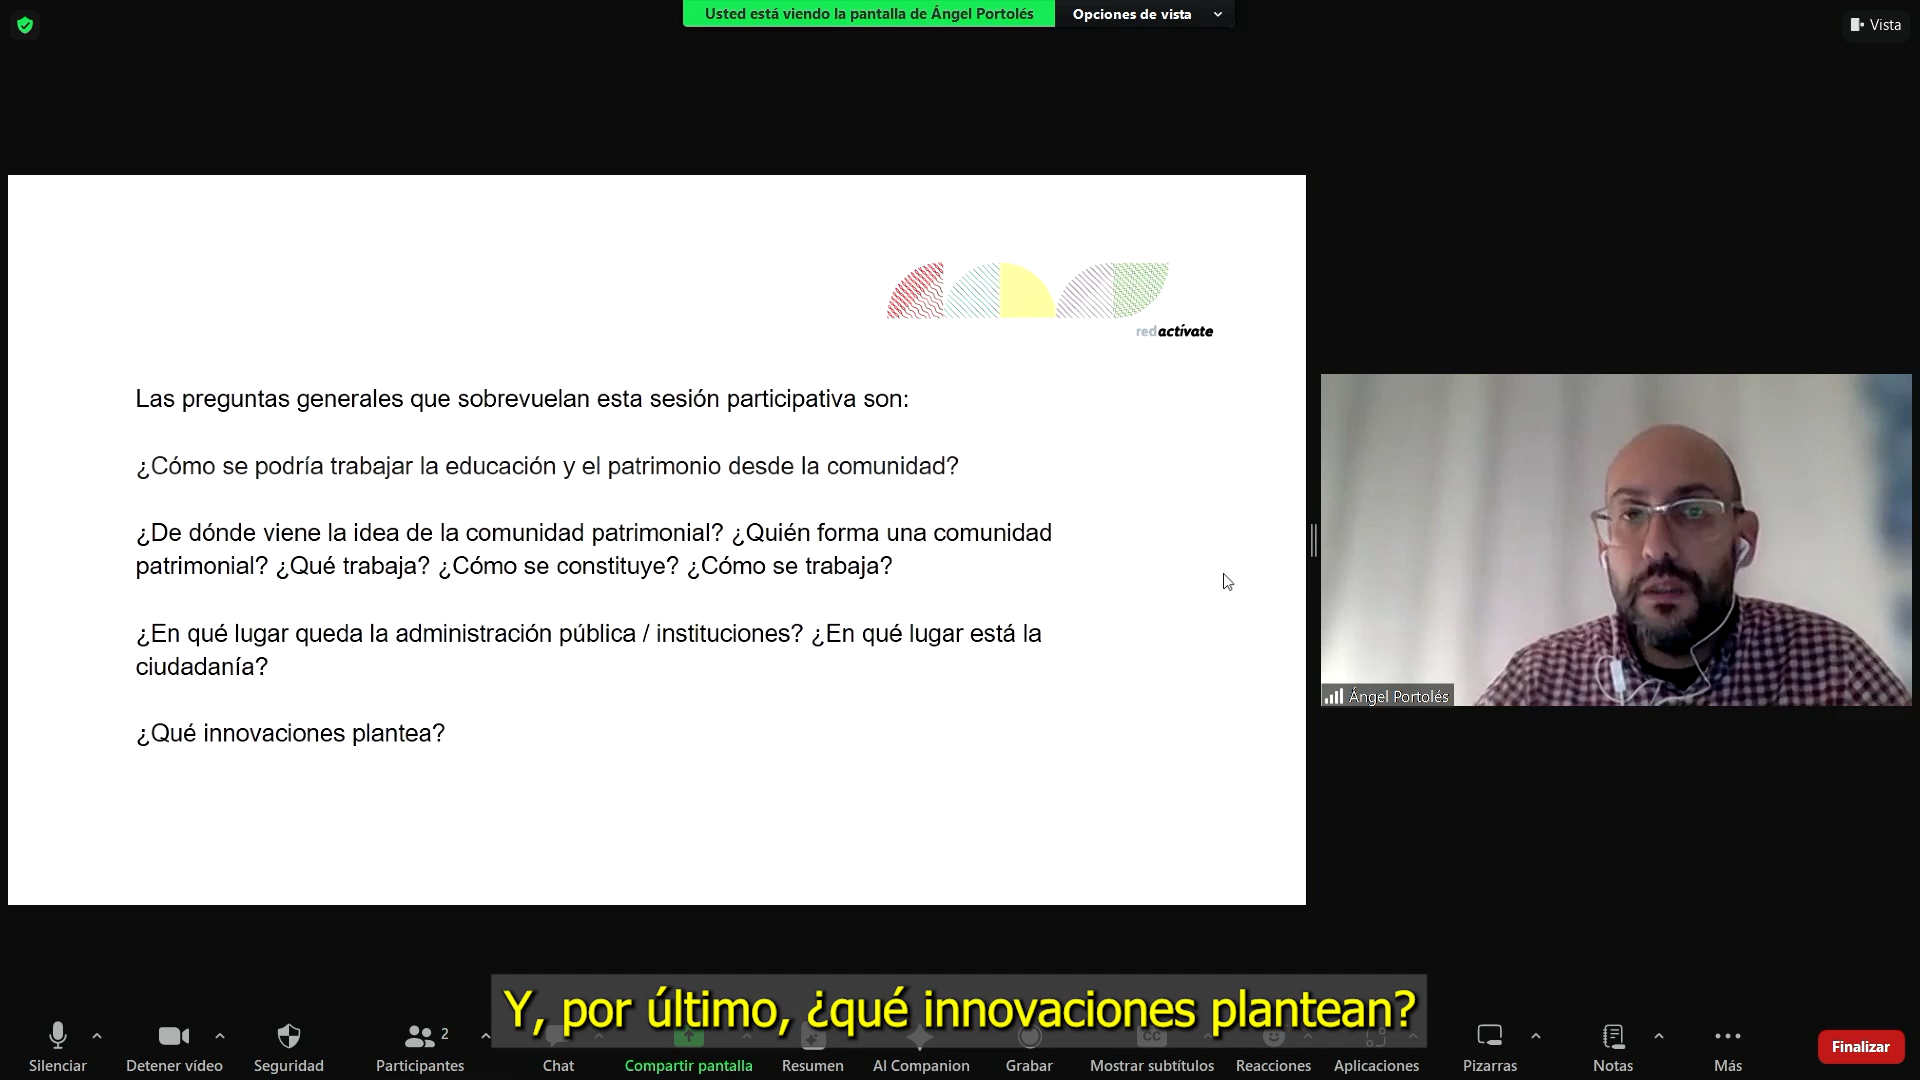 Usted está viendo la pantalla de Ángel Portolés
Opciones de vista
Vista
redactívate
Las preguntas generales que sobrevuelan esta sesión participativa son:
¿Cómo se podría trabajar la educación y el patrimonio desde la comunidad?
¿De dónde viene la idea de la comunidad patrimonial? ¿Quién forma una comunidad
patrimonial? ¿Qué trabaja? ¿Cómo se constituye? ¿Cómo se trabaja?
¿En qué lugar queda la administración pública / instituciones? ¿En qué lugar está la
ciudadanía?
¿Qué innovaciones plantea?
Ángel Portolés
Y, por último, ¿qué innovaciones plantean?
2
CC
Silenciar
Detener vídeo
Seguridad
Participantes
Chat
Compartir pantalla
Resumen
AI Companion
Grabar
Mostrar subtítulos
Reacciones
Aplicaciones
Pizarras
Notas
Más
Finalizar